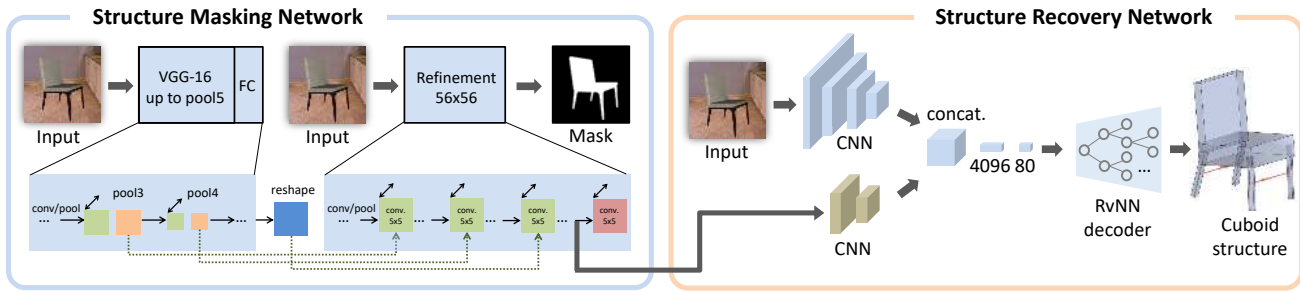 Structure Masking Network
Input
VGG-16
up to pool5
FC
Input
Refinement
56x56
Mask
conv/pool
...
pool3
pool4
...
reshape
conv/pool
...
conv.
5x5
...
conv.
5x5
...
conv.
5x5
...
conv.
5x5
Structure Recovery Network
Input
CNN
CNN
concat.
4096 80
...
RvNN
decoder
Cuboid
structure